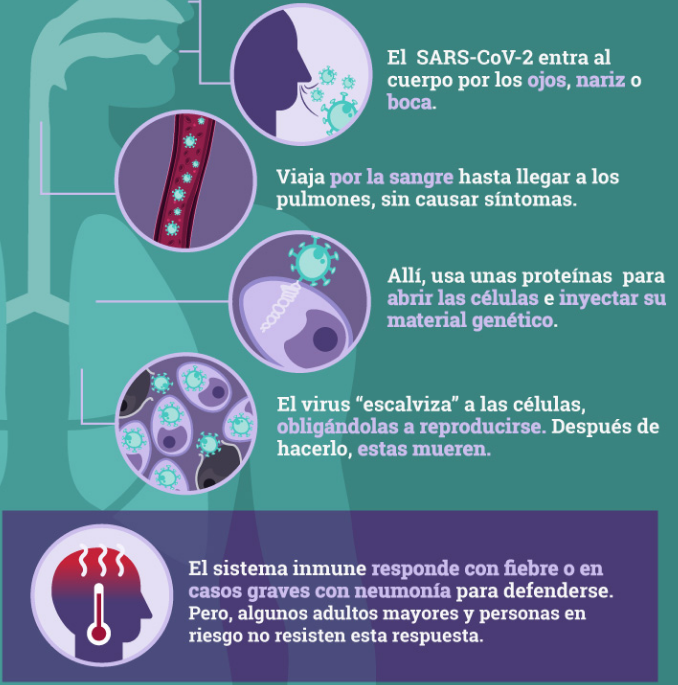 El  SARS-CoV-2 entra al
cuerpo por los ojos, nariz o
boca.
Viaja por la sangre hasta llegar a los
pulmones, sin causar síntomas.
Allí, usa unas proteínas  para
abrir las células e inyectar su
material genético.
El virus “escalviza” a las células,
obligándolas a reproducirse. Después de
hacerlo, estas mueren.
El sistema inmune responde con fiebre o en
casos graves con neumonía para defenderse.
Pero, algunos adultos mayores y personas en
riesgo no resisten esta respuesta.